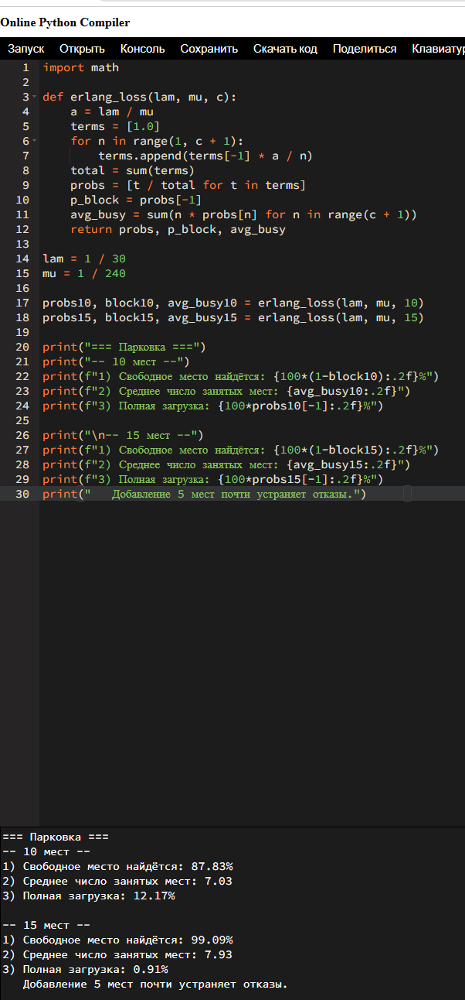 Online Python Compiler
Запуск Открыть Консоль Сохранить Скачать код Поделиться
1 import math
2
3 def erlang_loss(lam, mu, c):
4     a = lam / mu
5     terms = [1.0]
6     for n in range(1, c + 1):
7         terms.append(terms[-1] * a / n)
8     total = sum(terms)
9     probs = [t / total for t in terms]
10     p_block = probs[-1]
11     avg_busy = sum(n * probs[n] for n in range(c + 1))
12     return probs, p_block, avg_busy
13
14 lam = 1 / 30
15 mu = 1 / 240
16
17 probs10, block10, avg_busy10 = erlang_loss(lam, mu, 10)
18 probs15, block15, avg_busy15 = erlang_loss(lam, mu, 15)
19
20 print("=== Парковка ===")
21 print("-- 10 мест --")
22 print(f"1) Свободное место найдётся: {100*(1-block10):.2f}%")
23 print(f"2) Среднее число занятых мест: {avg_busy10:.2f}")
24 print(f"3) Полная загрузка: {100*probs10[-1]:.2f}%")
25
26 print("\n-- 15 мест --")
27 print(f"1) Свободное место найдётся: {100*(1-block15):.2f}%")
28 print(f"2) Среднее число занятых мест: {avg_busy15:.2f}")
29 print(f"3) Полная загрузка: {100*probs15[-1]:.2f}%")
30 print("   Добавление 5 мест почти устраняет отказы.")
=== Парковка ===
-- 10 мест --
1) Свободное место найдётся: 87.83%
2) Среднее число занятых мест: 7.03
3) Полная загрузка: 12.17%

-- 15 мест --
1) Свободное место найдётся: 99.09%
2) Среднее число занятых мест: 7.93
3) Полная загрузка: 0.91%
   Добавление 5 мест почти устраняет отказы.